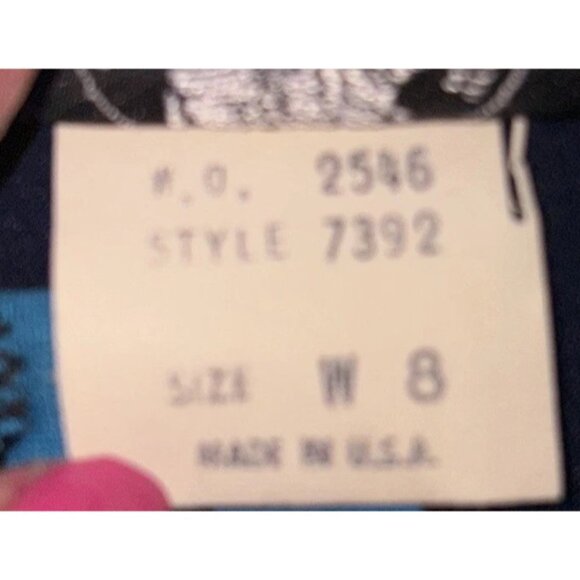 M.O. 2546
STYLE 7392
SIZE W 8
MADE IN U.S.A.